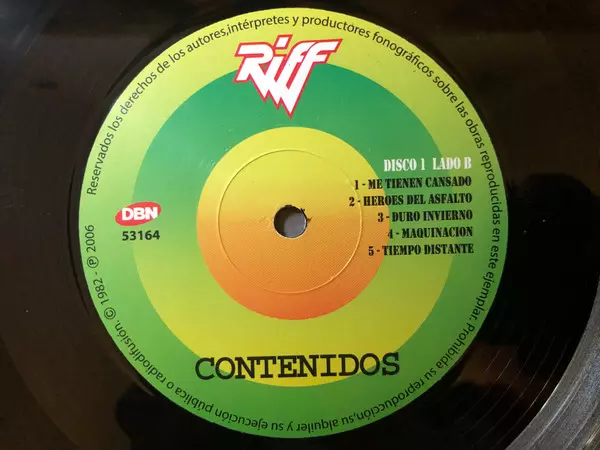 Reservados los derechos de los autores,intérpretes y productores fonográficos sobre las obras reproducidas en este ejemplar. Prohibida su reproducción,su alquiler y su ejecución pública o radiodifusión. © 1982 - ℗ 2006
RIFF
DISCO 1 LADO B
1 - ME TIENEN CANSADO
2 - HEROES DEL ASFALTO
3 - DURO INVIERNO
4 - MAQUINACION
5 - TIEMPO DISTANTE
DBN
53164
CONTENIDOS